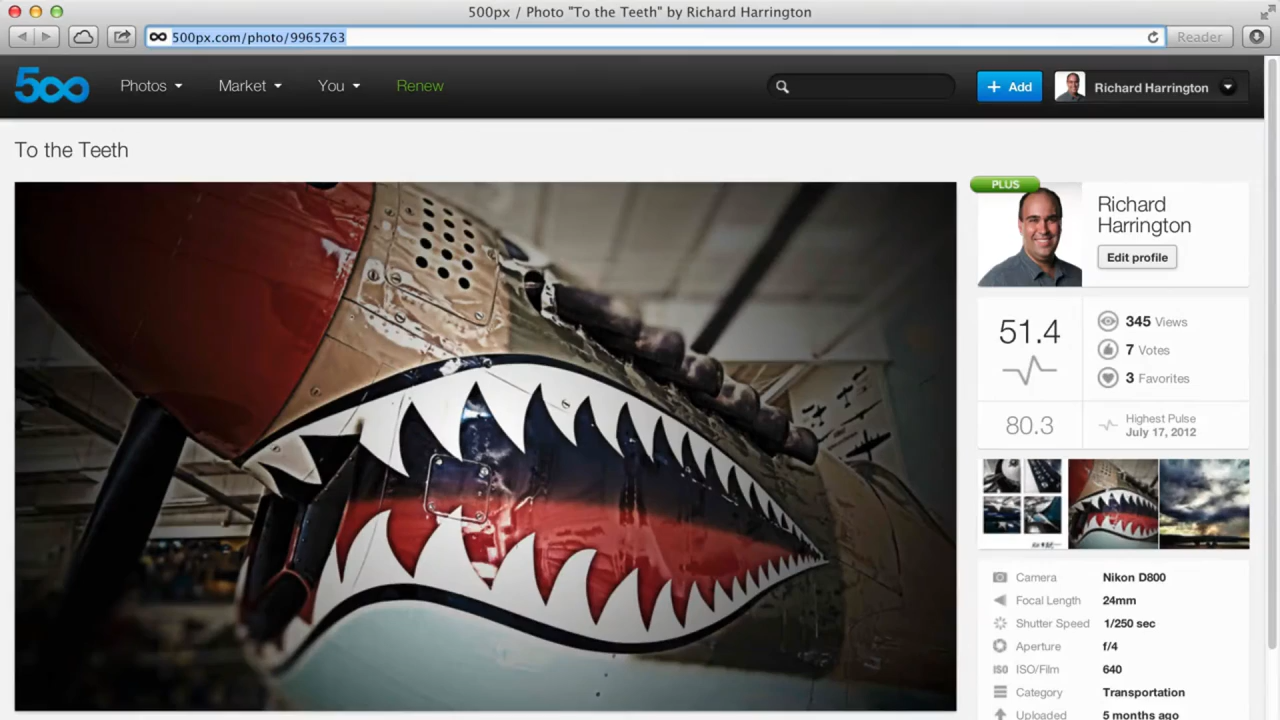 500px / Photo "To the Teeth" by Richard Harrington
500px.com/photo/9965763
Reader
500
Photos
Market
You
Renew
Add
Richard Harrington
To the Teeth
PLUS
Richard
Harrington
Edit profile
51.4
345 Views
7 Votes
3 Favorites
80.3
Highest Pulse
July 17, 2012
Camera Nikon D800
Focal Length 24mm
Shutter Speed 1/250 sec
Aperture f/4
ISO ISO/Film 640
Category Transportation
Uploaded 5 months ago